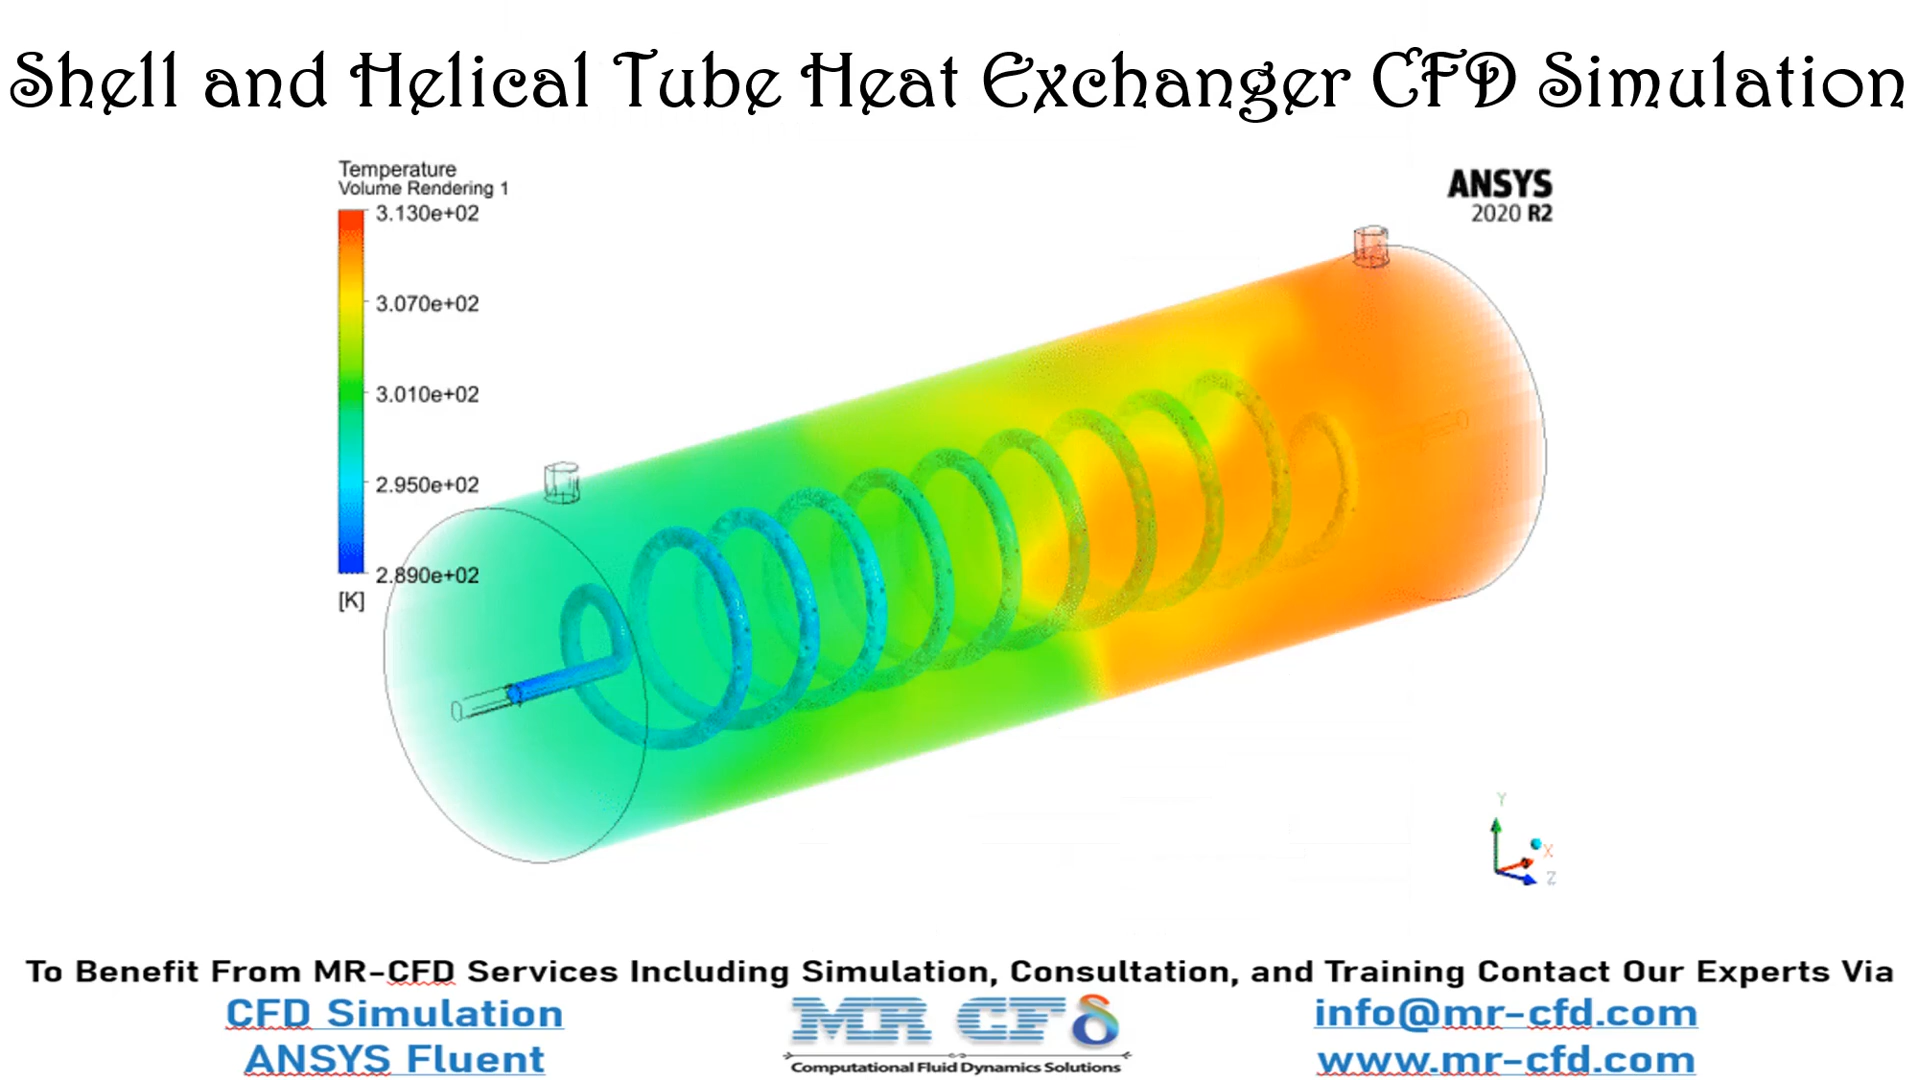 Shell and Helical Tube Heat Exchanger CFD Simulation
Temperature
Volume Rendering 1
3.130e+02
3.070e+02
3.010e+02
2.950e+02
2.890e+02
[K]
ANSYS
2020 R2
Y
X
Z
To Benefit From MR-CFD Services Including Simulation, Consultation, and Training Contact Our Experts Via
CFD Simulation
ANSYS Fluent
MR CFδ
Computational Fluid Dynamics Solutions
info@mr-cfd.com
www.mr-cfd.com